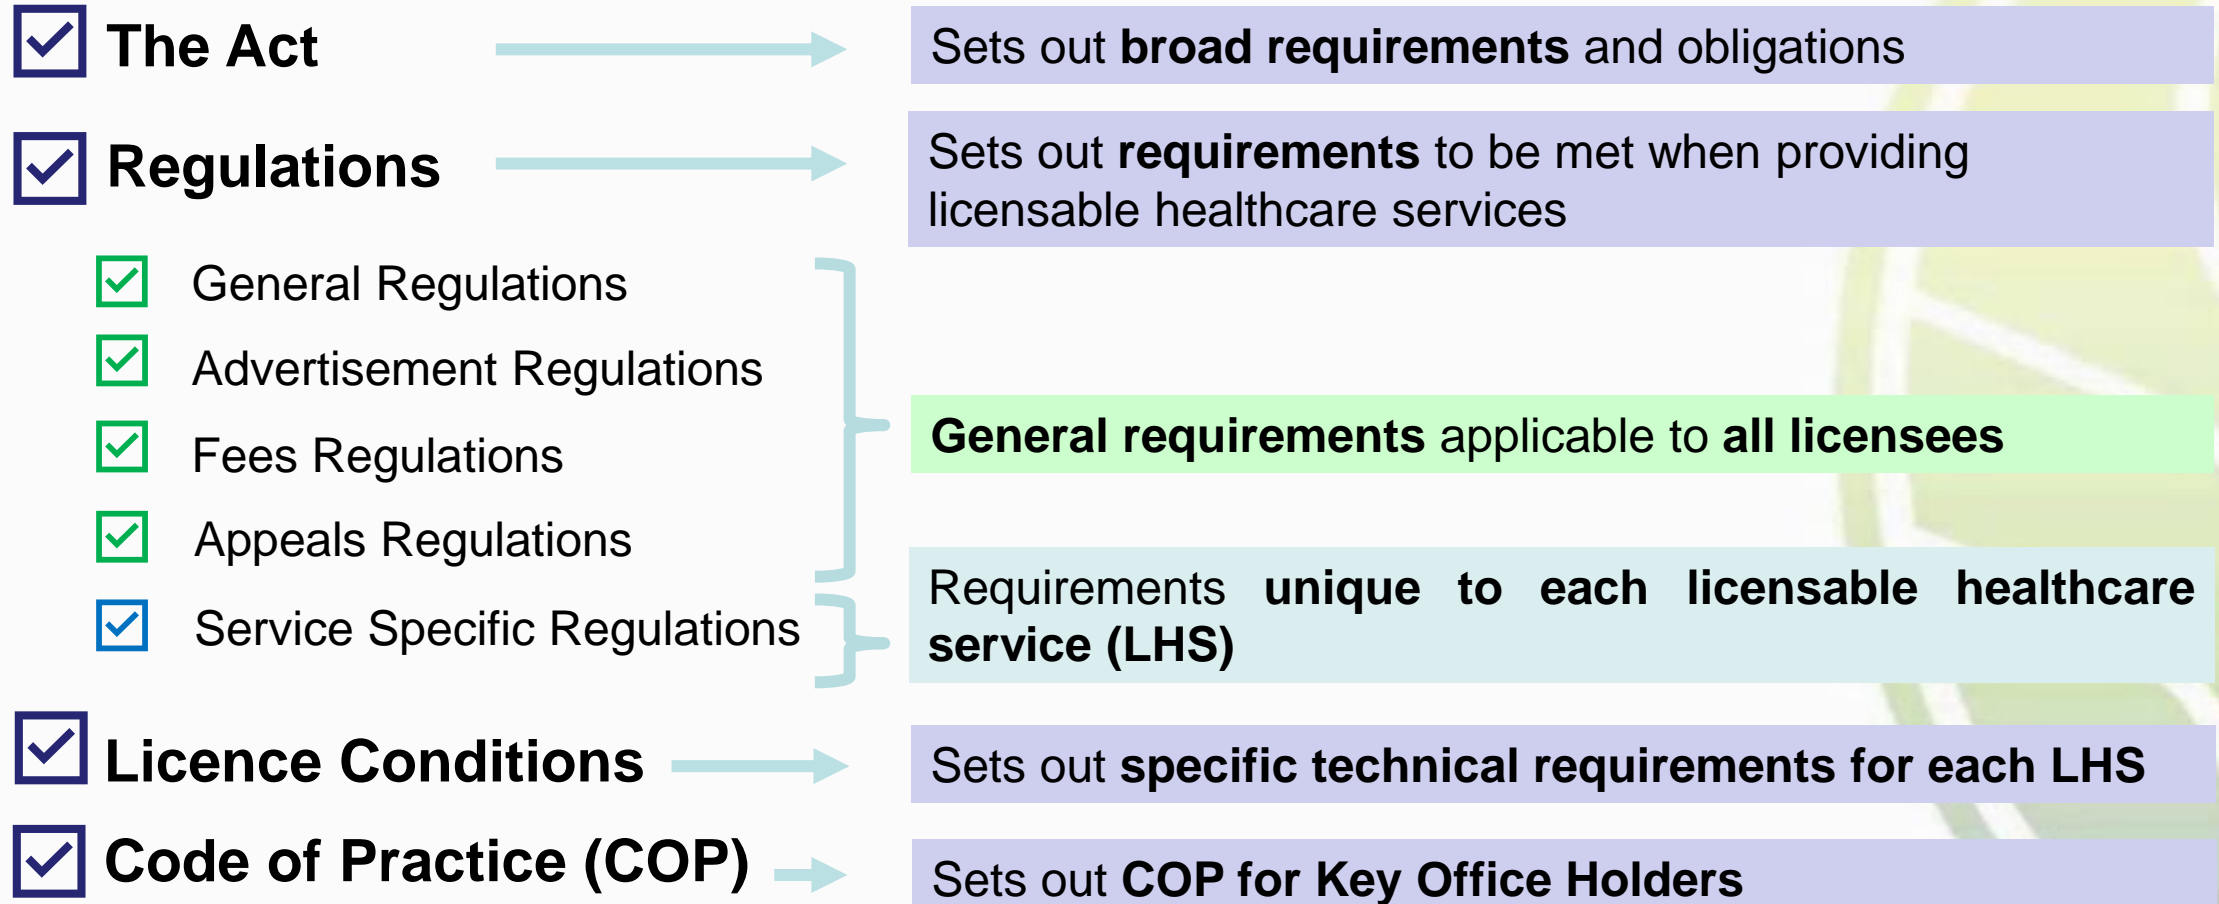 The Act
Sets out broad requirements and obligations
Regulations
Sets out requirements to be met when providing
licensable healthcare services
General Regulations
Advertisement Regulations
Fees Regulations
Appeals Regulations
General requirements applicable to all licensees
Service Specific Regulations
Requirements unique to each licensable healthcare
service (LHS)
Licence Conditions
Sets out specific technical requirements for each LHS
Code of Practice (COP)
Sets out COP for Key Office Holders